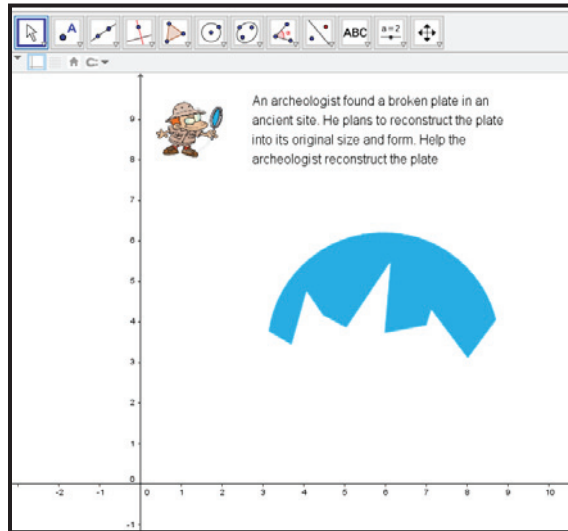 ABC
a=2
An archeologist found a broken plate in an
ancient site. He plans to reconstruct the plate
into its original size and form. Help the
archeologist reconstruct the plate
9
8
7
6
5
4
3
2
1
0
-2 -1 0 1 2 3 4 5 6 7 8 9 10
-1